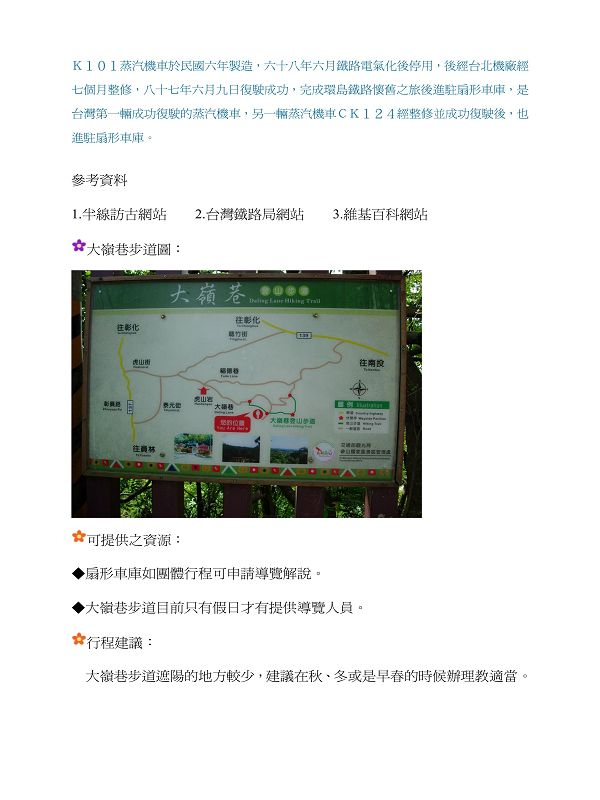 Ｋ１０１蒸汽機車於民國六年製造，六十八年六月鐵路電氣化後停用，後經台北機廠經
七個月整修，八十七年六月九日復駛成功，完成環島鐵路懷舊之旅後進駐扇形車庫，是
台灣第一輛成功復駛的蒸汽機車，另一輛蒸汽機車ＣＫ１２４經整修並成功復駛後，也
進駐扇形車庫。
參考資料
1.半線訪古網站 2.台灣鐵路局網站 3.維基百科網站
大嶺巷步道圖：
大嶺巷 登山步道
Daling Lane Hiking Trail
往彰化
往彰化
139
虎山街
往南投
彰員路
泰元街
虎山岩
大嶺巷
您的位置
You Are Here
大嶺巷登山步道
往員林
圖例 Illustration
可提供之資源：
◆扇形車庫如團體行程可申請導覽解說。
◆大嶺巷步道目前只有假日才有提供導覽人員。
行程建議：
大嶺巷步道遮陽的地方較少，建議在秋、冬或是早春的時候辦理教適當。